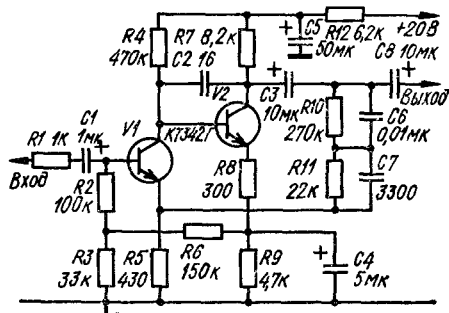 R4
470к
R7 8,2к
C2 16
C5
50мк
R12 6,2к
+20В
C8 10мк
V2
КТ342Г
C3
10мк
R10
270к
Выход
C6
0,01мк
C7
3300
R1 1к
C1
1мк
V1
Вход
R2
100к
R8
300
R11
22к
R3
33к
R5
430
R6
150к
R9
4,7к
C4
5мк